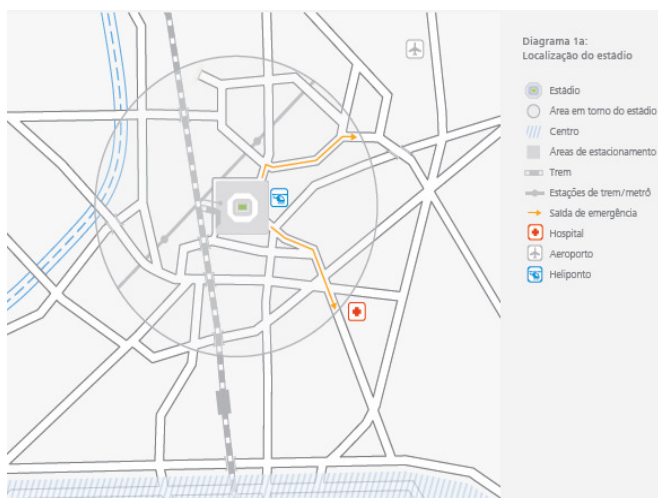 Diagrama 1a:
Localização do estádio
Estádio
Área em torno do estádio
Centro
Áreas de estacionamento
Trem
Estações de trem/metrô
Saída de emergência
Hospital
Aeroporto
Heliponto